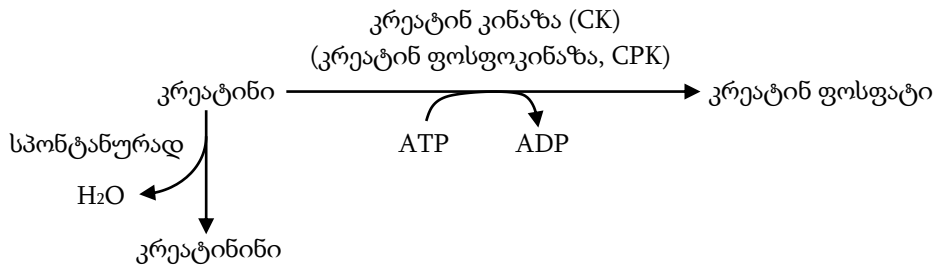 კრეატინ კინაზა (CK)
(კრეატინ ფოსფოკინაზა, CPK)
კრეატინი
კრეატინ ფოსფატი
ATP
ADP
სპონტანურად
H2O
კრეატინინი